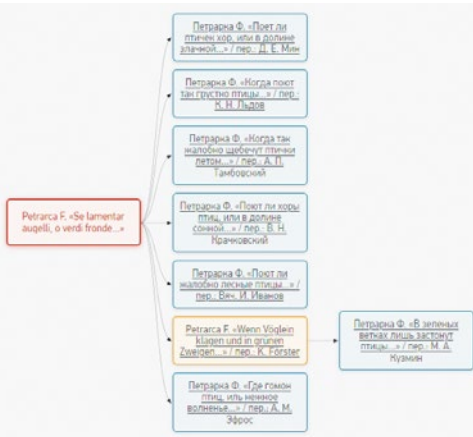 Петрарка Ф. «Поет ли
птичек хор, или в долине
злачной...» / пер.: Д. Е. Мин
Петрарка Ф. «Когда поют
так грустно птицы...» / пер.:
К. Н. Льдов
Петрарка Ф. «Когда так
жалобно щебечут птички
летом...» / пер.: А. П.
Тамбовский
Петрарка Ф. «Поют ли хоры
птиц, или в долине
сонной...» / пер.: В. Н.
Крачковский
Petrarca F. «Se lamentar
augelli, o verdi fronde...»
Петрарка Ф. «Поют ли
жалобно лесные птицы...» /
пер.: Вяч. И. Иванов
Petrarca F. «Wenn Vöglein
klagen und in grünen
Zweigen...» / пер.: K. Förster
Петрарка Ф. «В зеленых
ветках лишь застонут
птицы...» / пер.: М. А.
Кузмин
Петрарка Ф. «Где гомон
птиц, иль нежное
волненье...» / пер.: А. М.
Эфрос